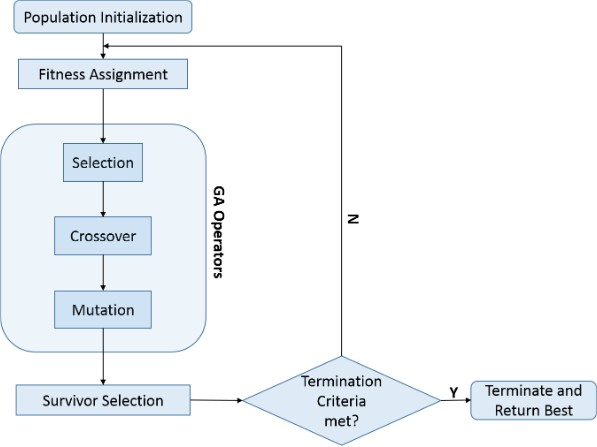 Population Initialization
Fitness Assignment
Selection
Crossover
Mutation
GA Operators
Survivor Selection
Termination
Criteria
met?
N
Y
Terminate and
Return Best